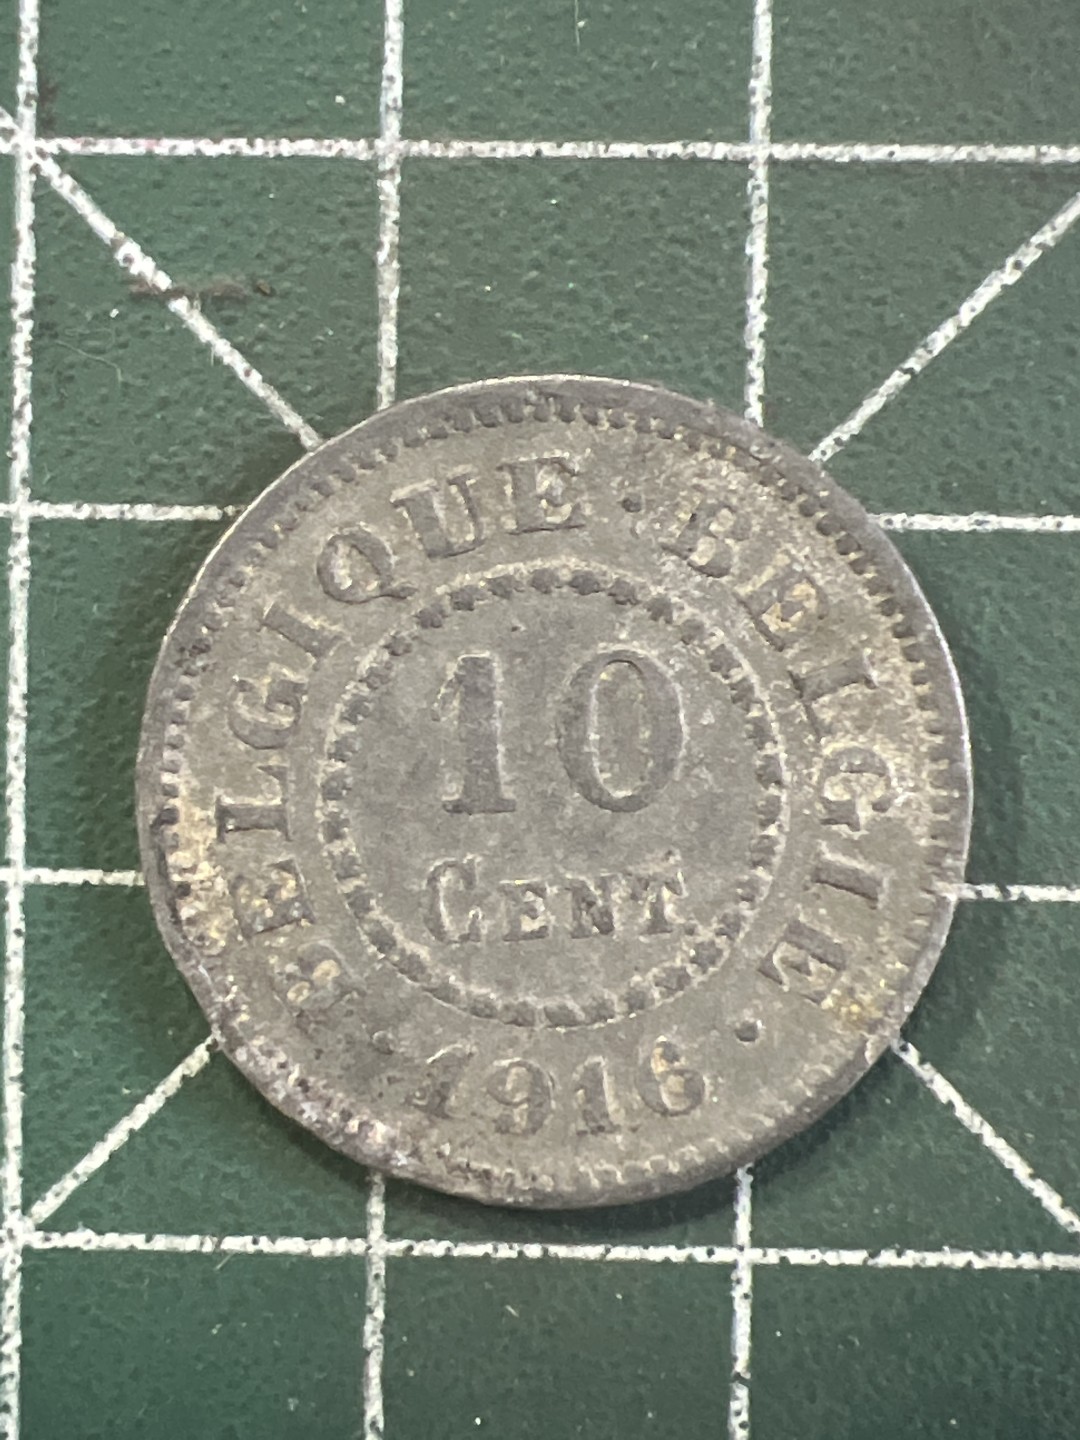 BELGIQUE · BELGIE
10
CENT
· 1916 ·